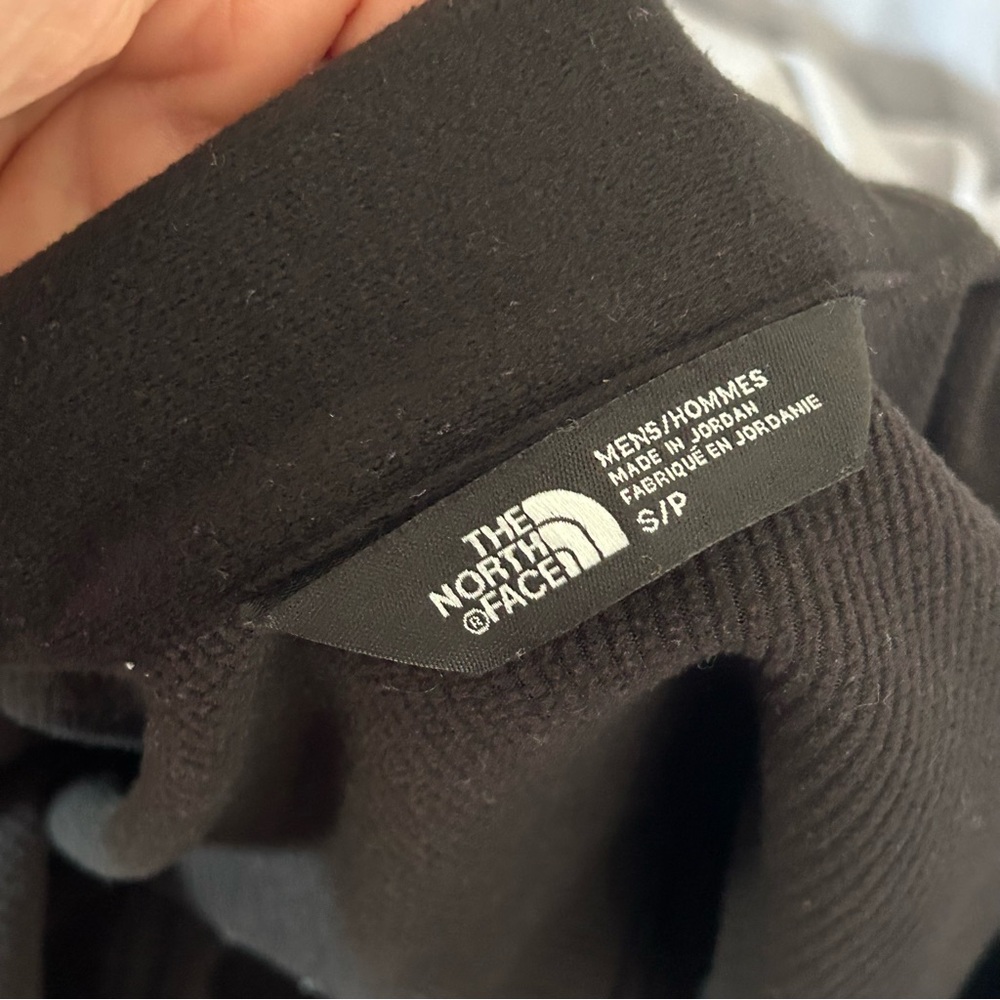 THE
NORTH
®FACE
MENS/HOMMES
MADE IN JORDAN
FABRIQUÉ EN JORDANIE
S/P